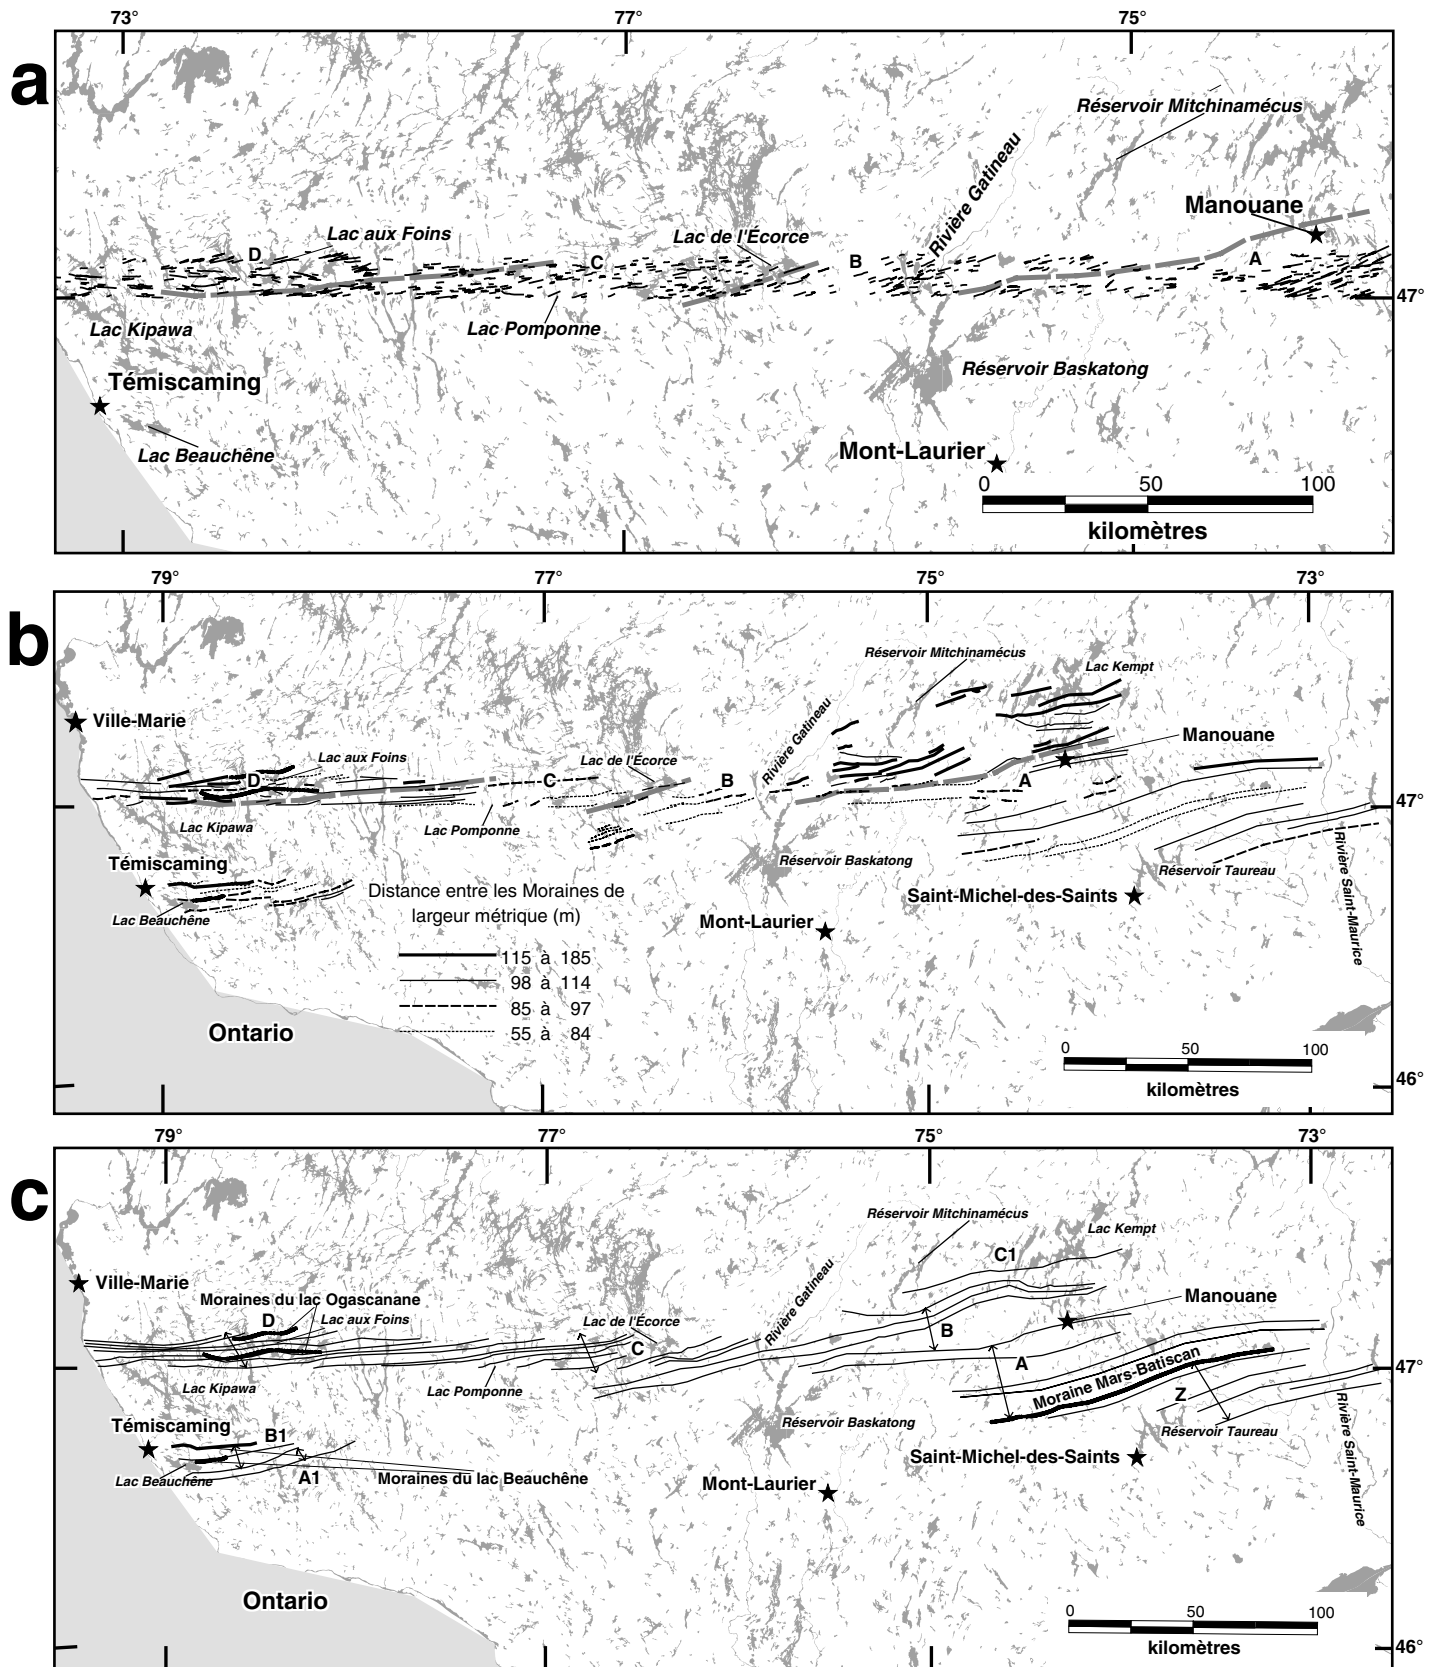 a
73°
77°
75°
Réservoir Mitchinamécus
Rivière Gatineau
Manouane
Lac aux Foins
Lac de l'Écorce
D
C
B
A
47°
Lac Kipawa
Lac Pomponne
Réservoir Baskatong
Témiscaming
Lac Beauchêne
Mont-Laurier
0
50
100
kilomètres
b
79°
77°
75°
73°
Réservoir Mitchinamécus
Lac Kempt
Ville-Marie
Rivière Gatineau
Manouane
Lac aux Foins
Lac de l'Écorce
D
C
B
A
47°
Lac Kipawa
Lac Pomponne
Témiscaming
Réservoir Baskatong
Réservoir Taureau
Rivière Saint-Maurice
Distance entre les Moraines de
largeur métrique (m)
Saint-Michel-des-Saints
Lac Beauchêne
Mont-Laurier
115 à 185
98 à 114
85 à 97
55 à 84
Ontario
0
50
100
kilomètres
46°
c
79°
77°
75°
73°
Réservoir Mitchinamécus
Lac Kempt
C1
Ville-Marie
Rivière Gatineau
Moraines du lac Ogascanane
Manouane
D
Lac aux Foins
Lac de l'Écorce
B
C
A
47°
Moraine Mars-Batiscan
Lac Kipawa
Lac Pomponne
Z
Témiscaming
B1
Réservoir Baskatong
Réservoir Taureau
Rivière Saint-Maurice
Saint-Michel-des-Saints
Lac Beauchêne
A1
Moraines du lac Beauchêne
Mont-Laurier
Ontario
0
50
100
kilomètres
46°